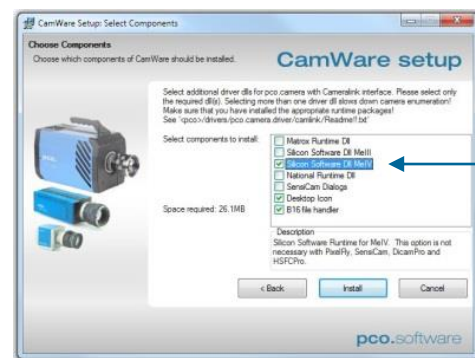 CamWare Setup: Select Components
Choose Components
Choose which components of CamWare should be installed.
CamWare setup
Select additional driver dlls for pco.camera with Cameralink interface. Please select only
the required dll(s). Selecting more than one driver dll slows down camera enumeration!
Make sure that you have installed the appropriate runtime packages!
See '<pco>/drivers/pco.camera.driver/camlink/Readme!!.txt'
Select components to install:
Matrox Runtime Dll
Silicon Software Dll MeIII
Silicon Software Dll MeIV
National Runtime Dll
SensiCam Dialogs
Desktop Icon
B16 file handler
Space required: 26.1MB
Description
Silicon Software Runtime for MeIV. This option is not
necessary with PixelFly, SensiCam, DicamPro and
HSFCPro.
< Back
Install
Cancel
pco.software